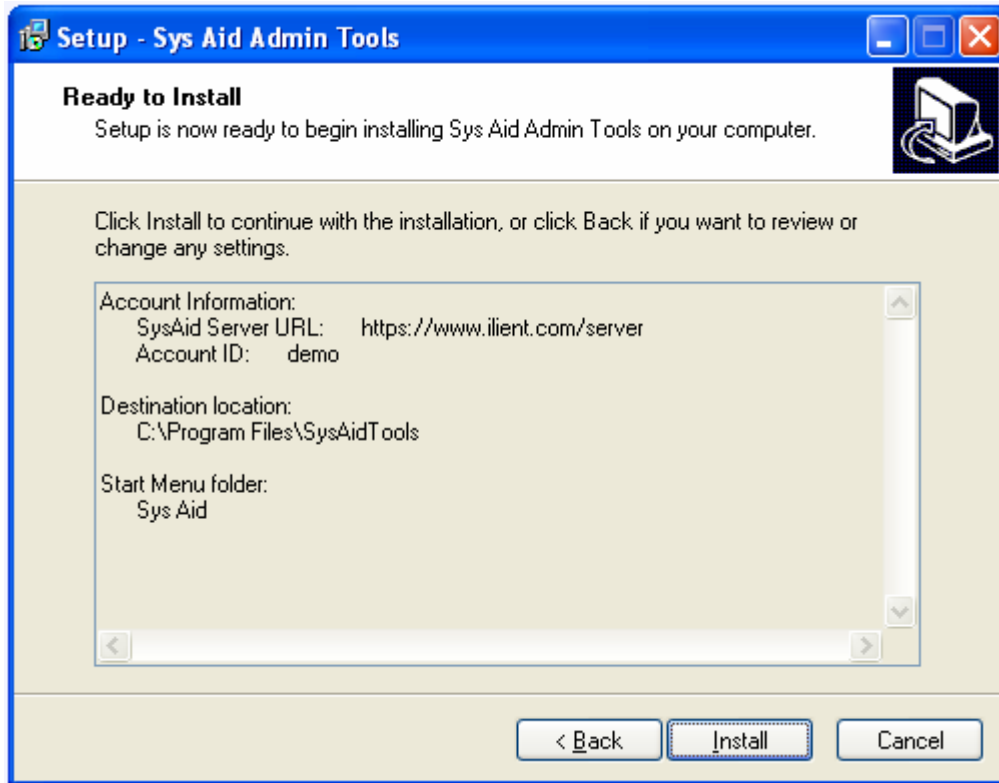 Setup - Sys Aid Admin Tools
Ready to Install
Setup is now ready to begin installing Sys Aid Admin Tools on your computer.
Click Install to continue with the installation, or click Back if you want to review or
change any settings.
Account Information:
SysAid Server URL: https://www.ilient.com/server
Account ID: demo
Destination location:
C:\Program Files\SysAidTools
Start Menu folder:
Sys Aid
< Back Install Cancel